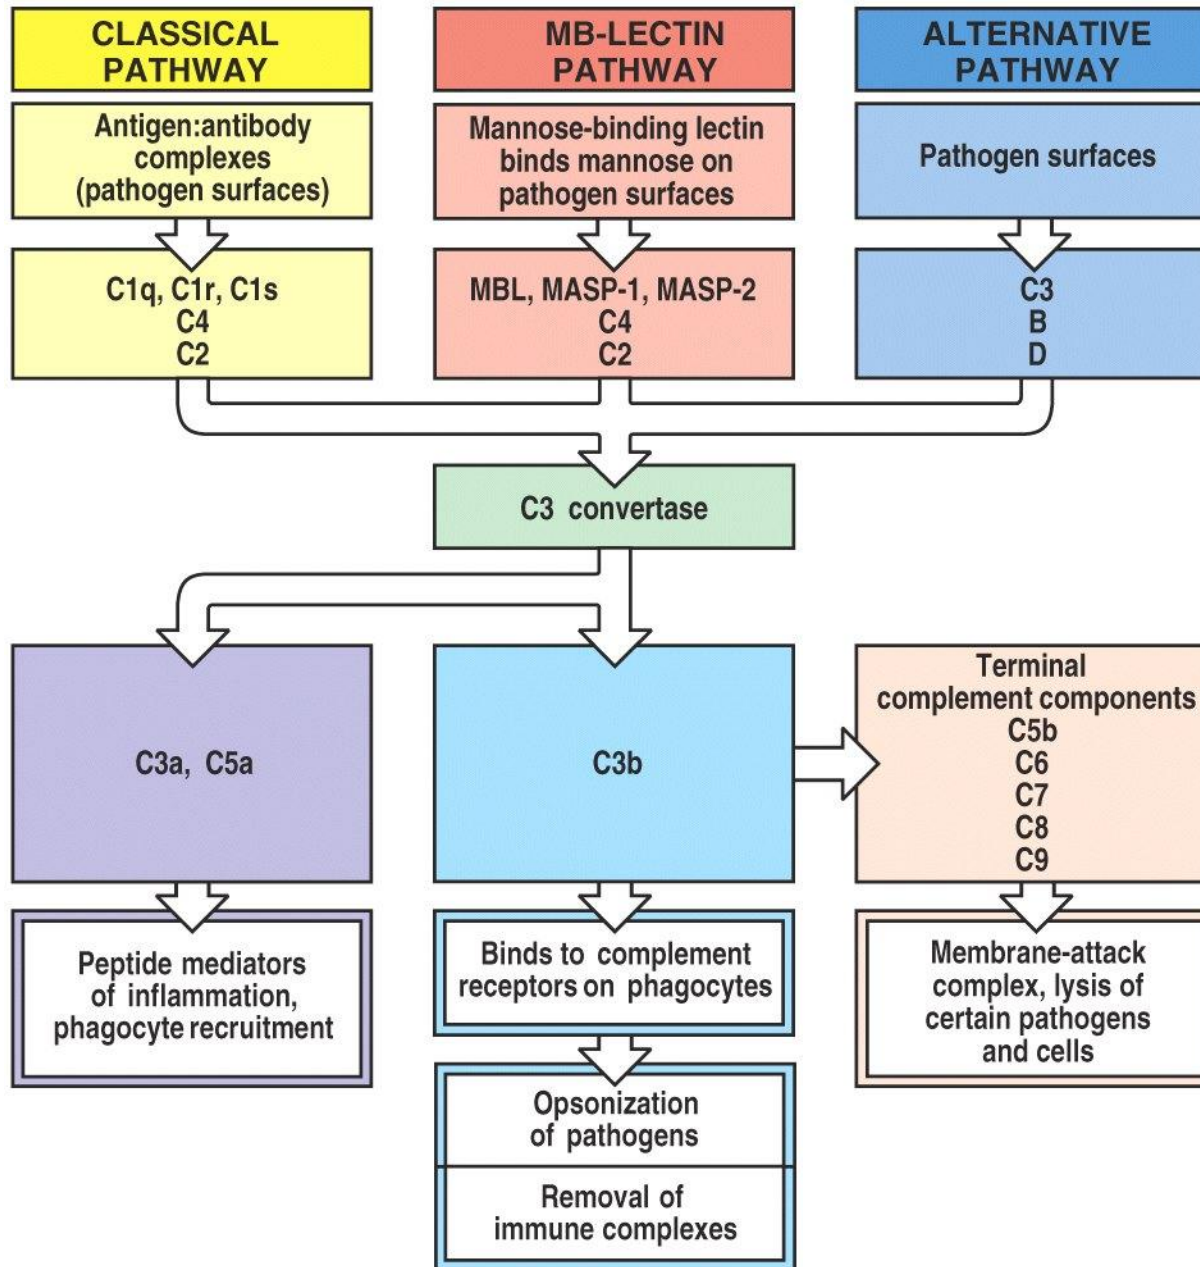 CLASSICAL
PATHWAY
Antigen:antibody
complexes
(pathogen surfaces)
C1q, C1r, C1s
C4
C2
MB-LECTIN
PATHWAY
Mannose-binding lectin
binds mannose on
pathogen surfaces
MBL, MASP-1, MASP-2
C4
C2
ALTERNATIVE
PATHWAY
Pathogen surfaces
C3
B
D
C3 convertase
C3a, C5a
Peptide mediators
of inflammation,
phagocyte recruitment
C3b
Binds to complement
receptors on phagocytes
Opsonization
of pathogens
Removal of
immune complexes
Terminal
complement components
C5b
C6
C7
C8
C9
Membrane-attack
complex, lysis of
certain pathogens
and cells